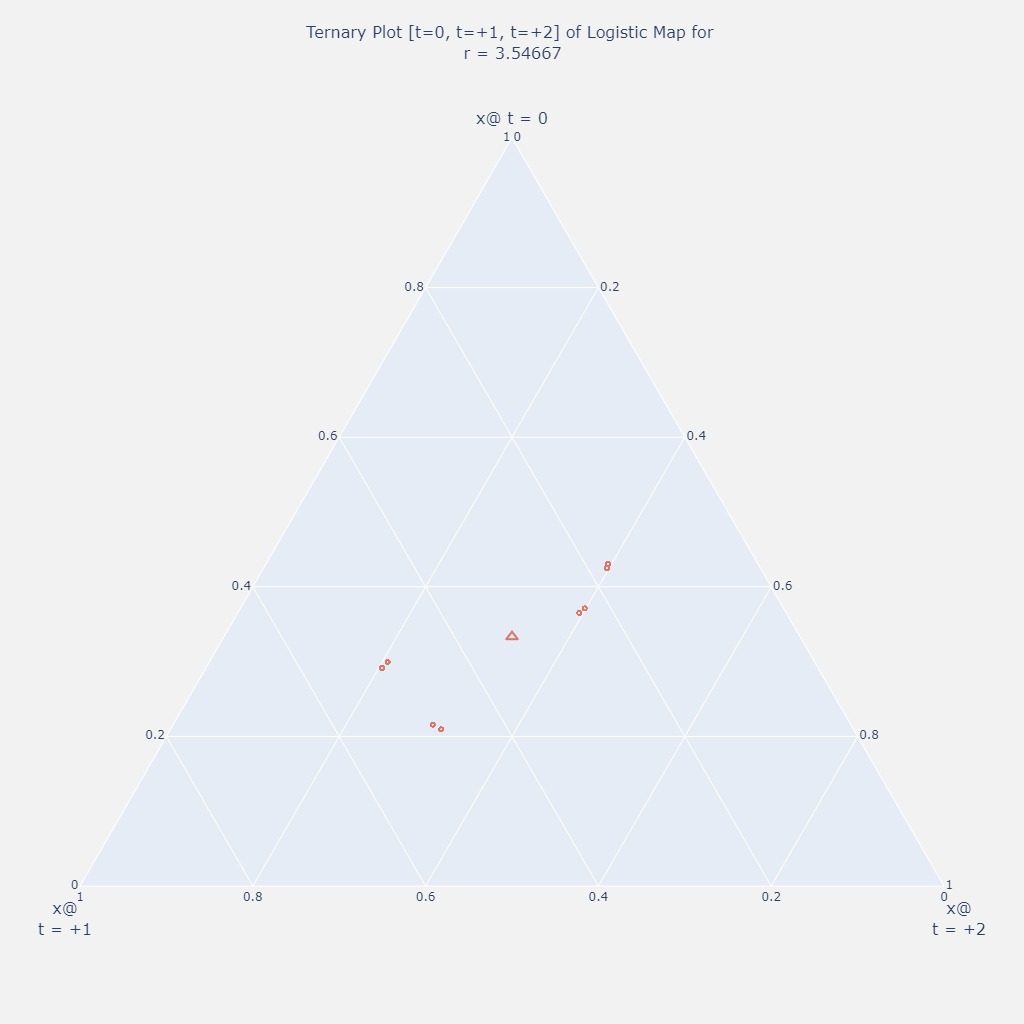 Ternary Plot [t=0, t=+1, t=+2] of Logistic Map for
r = 3.54667
x@ t = 0
1 0
0.8 0.2
0.6 0.4
0.4 0.6
0.2 0.8
0 1
1 0.8 0.6 0.4 0.2 0
x@ x@
t = +1 t = +2